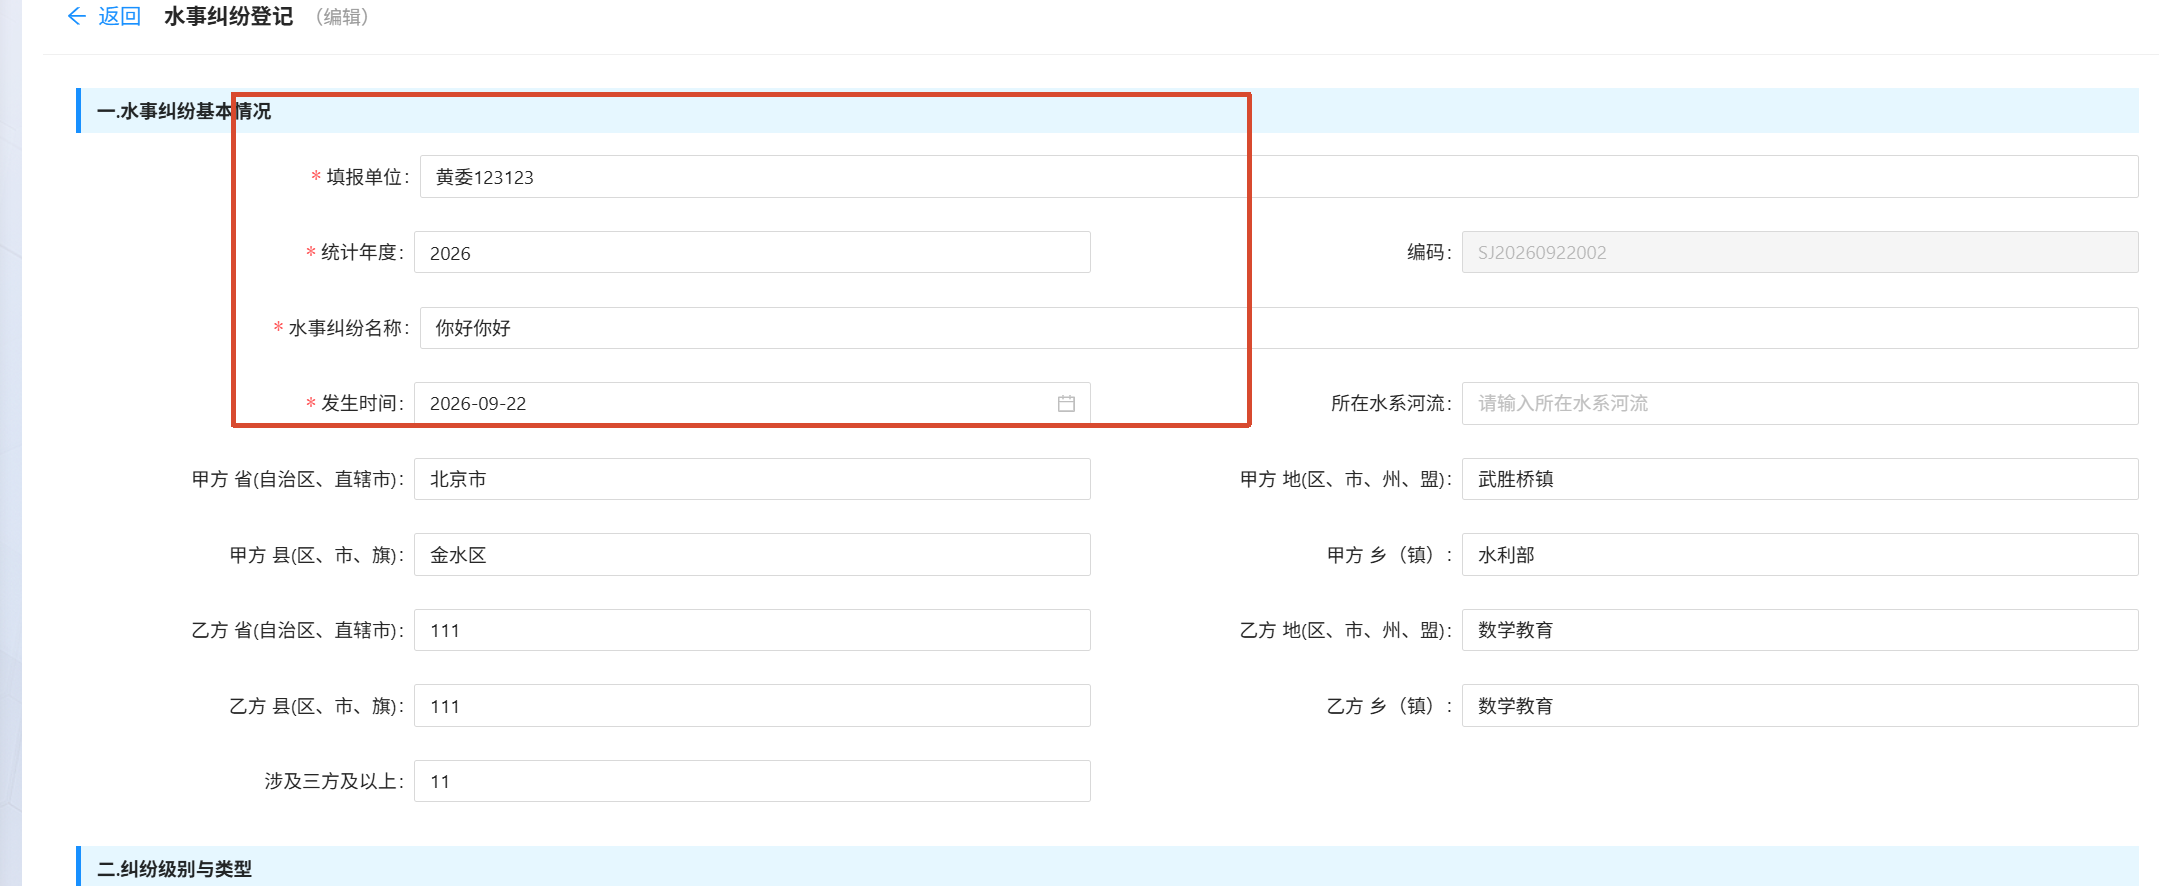 返回 水事纠纷登记 （编辑）
一.水事纠纷基本情况
* 填报单位： 黄委123123
* 统计年度： 2026 编码： SJ20260922002
* 水事纠纷名称： 你好你好
* 发生时间： 2026-09-22 所在水系河流： 请输入所在水系河流
甲方 省(自治区、直辖市)： 北京市 甲方 地(区、市、州、盟)： 武胜桥镇
甲方 县(区、市、旗)： 金水区 甲方 乡（镇）： 水利部
乙方 省(自治区、直辖市)： 111 乙方 地(区、市、州、盟)： 数学教育
乙方 县(区、市、旗)： 111 乙方 乡（镇）： 数学教育
涉及三方及以上： 11
二.纠纷级别与类型